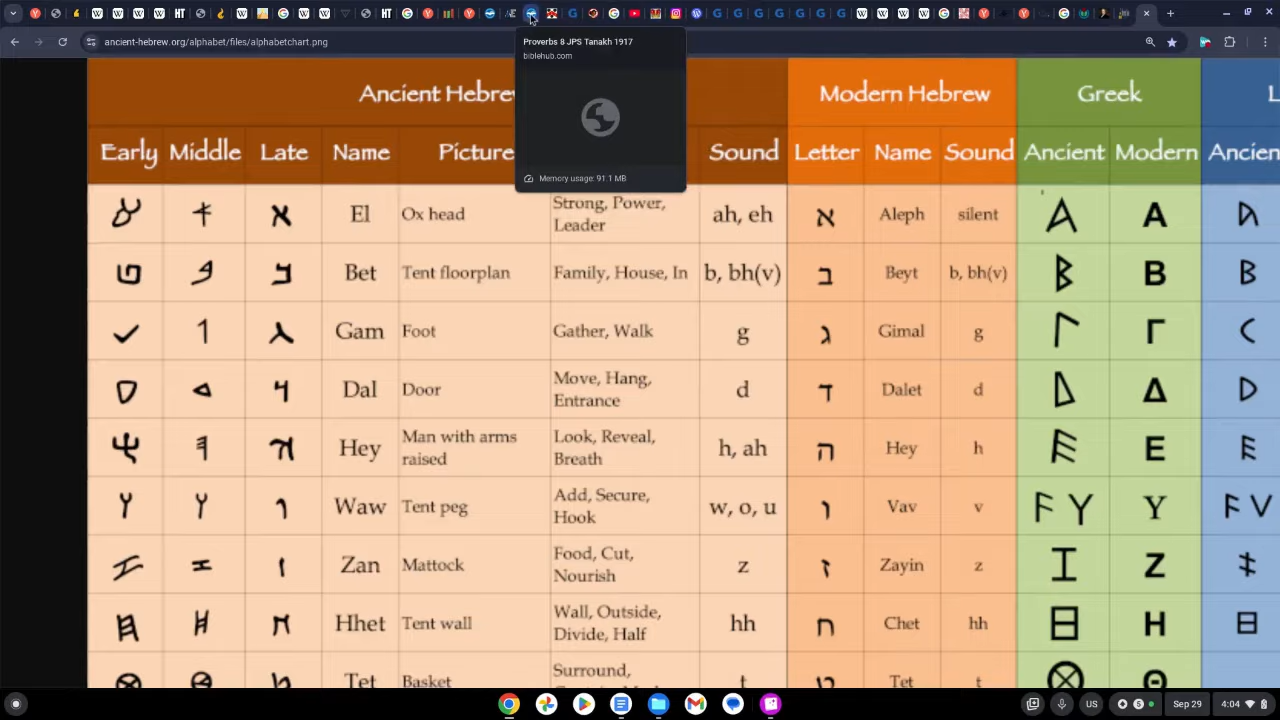 ancient-hebrew.org/alphabet/files/alphabetchart.png
Proverbs 8 JPS Tanakh 1917
biblehub.com
Memory usage: 91.1 MB
Ancient Hebrew Modern Hebrew Greek L
Early Middle Late Name Picture Sound Letter Name Sound Ancient Modern Ancien
El Ox head Strong, Power, Leader ah, eh א Aleph silent A
Bet Tent floorplan Family, House, In b, bh(v) ב Beyt b, bh(v) B
Gam Foot Gather, Walk g ג Gimal g Γ
Dal Door Move, Hang, Entrance d ד Dalet d Δ
Hey Man with arms raised Look, Reveal, Breath h, ah ה Hey h E
Waw Tent peg Add, Secure, Hook w, o, u ו Vav v Υ
Zan Mattock Food, Cut, Nourish z ז Zayin z Z
Hhet Tent wall Wall, Outside, Divide, Half hh ח Chet hh H
Tet Basket Surround, t ט Tet t Θ
US Sep 29 4:04